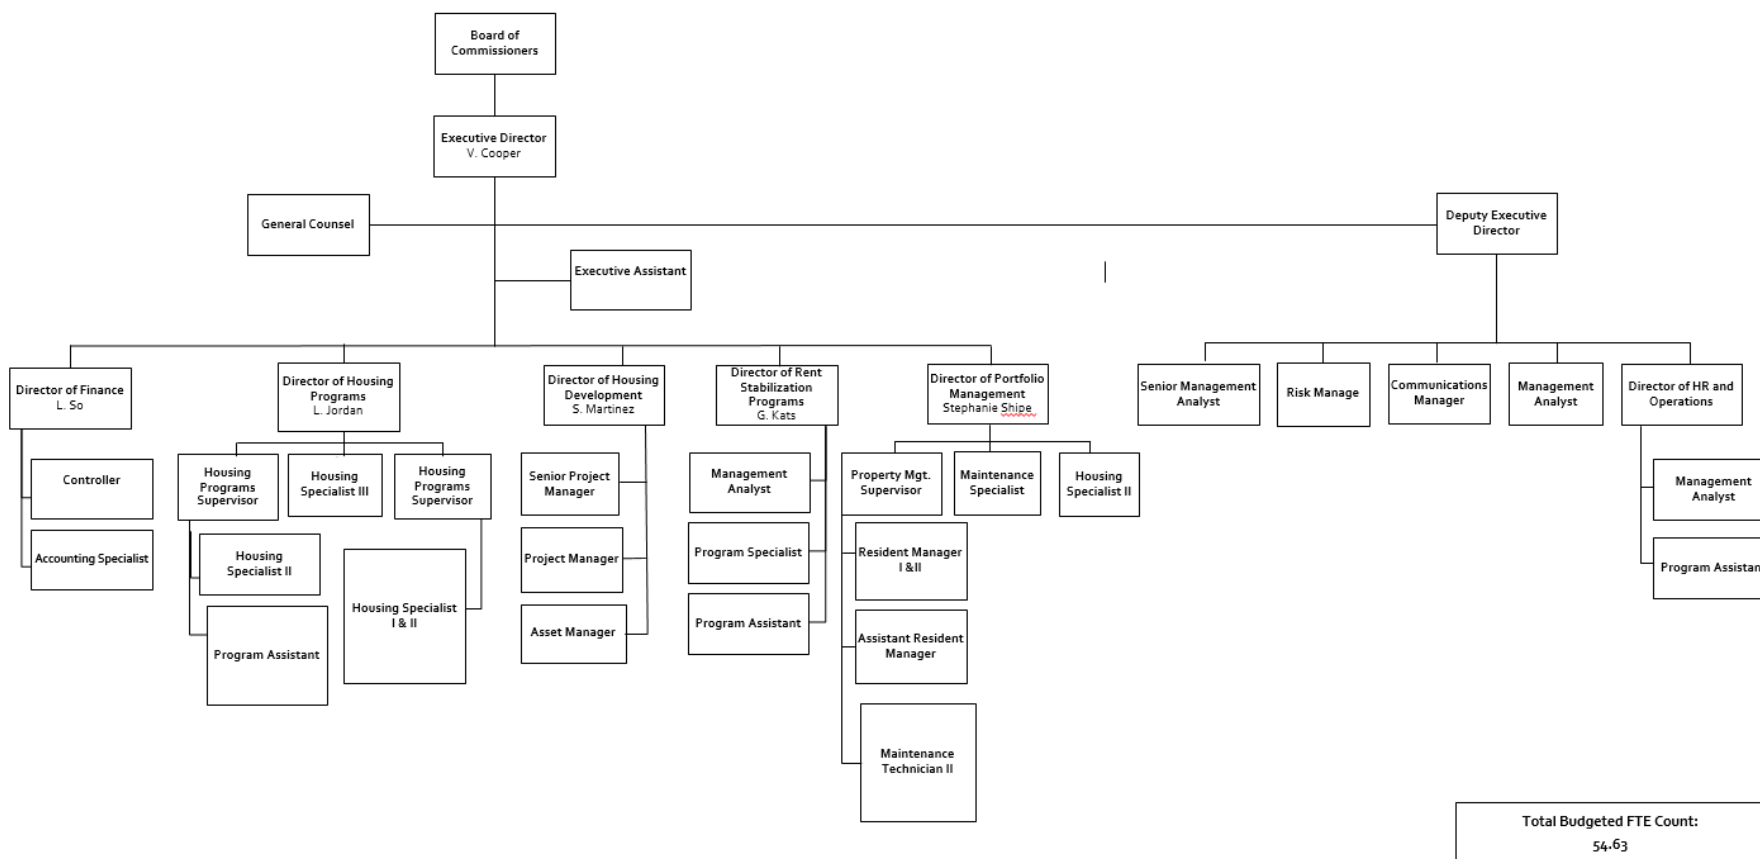 Board of
Commissioners
Executive Director
V. Cooper
General Counsel
Deputy Executive
Director
Executive Assistant
Director of Finance
L. So
Director of Housing
Programs
L. Jordan
Director of Housing
Development
S. Martinez
Director of Rent
Stabilization
Programs
G. Kats
Director of Portfolio
Management
Stephanie Shipe
Senior Management
Analyst
Risk Manage
Communications
Manager
Management
Analyst
Director of HR and
Operations
Controller
Accounting Specialist
Housing
Programs
Supervisor
Housing
Specialist III
Housing
Programs
Supervisor
Housing
Specialist II
Program Assistant
Housing Specialist
I & II
Senior Project
Manager
Project Manager
Asset Manager
Management
Analyst
Program Specialist
Program Assistant
Property Mgt.
Supervisor
Maintenance
Specialist
Housing
Specialist II
Resident Manager
I &II
Assistant Resident
Manager
Maintenance
Technician II
Management
Analyst
Program Assistan
Total Budgeted FTE Count:
54.63